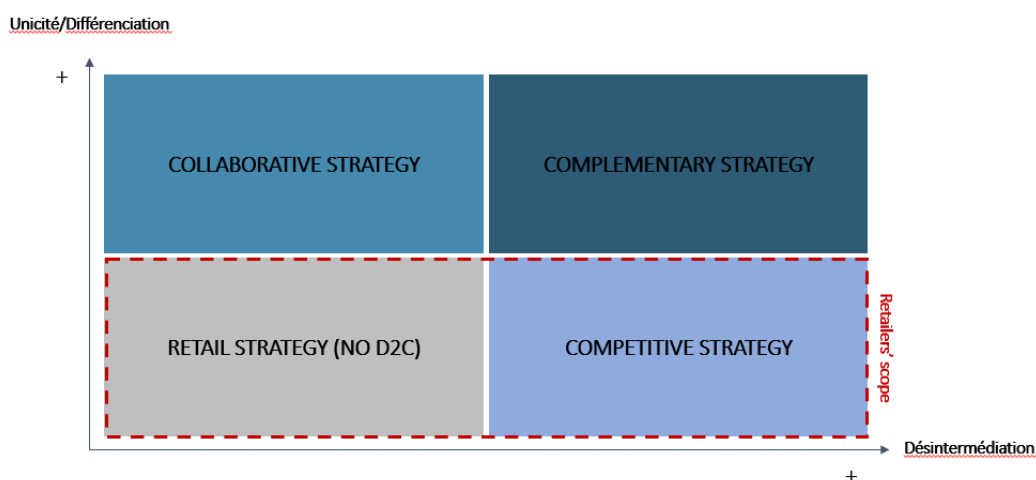 Unicité/Différenciation
+
COLLABORATIVE STRATEGY
COMPLEMENTARY STRATEGY
RETAIL STRATEGY (NO D2C)
COMPETITIVE STRATEGY
Retailers' scope
Désintermédiation
+